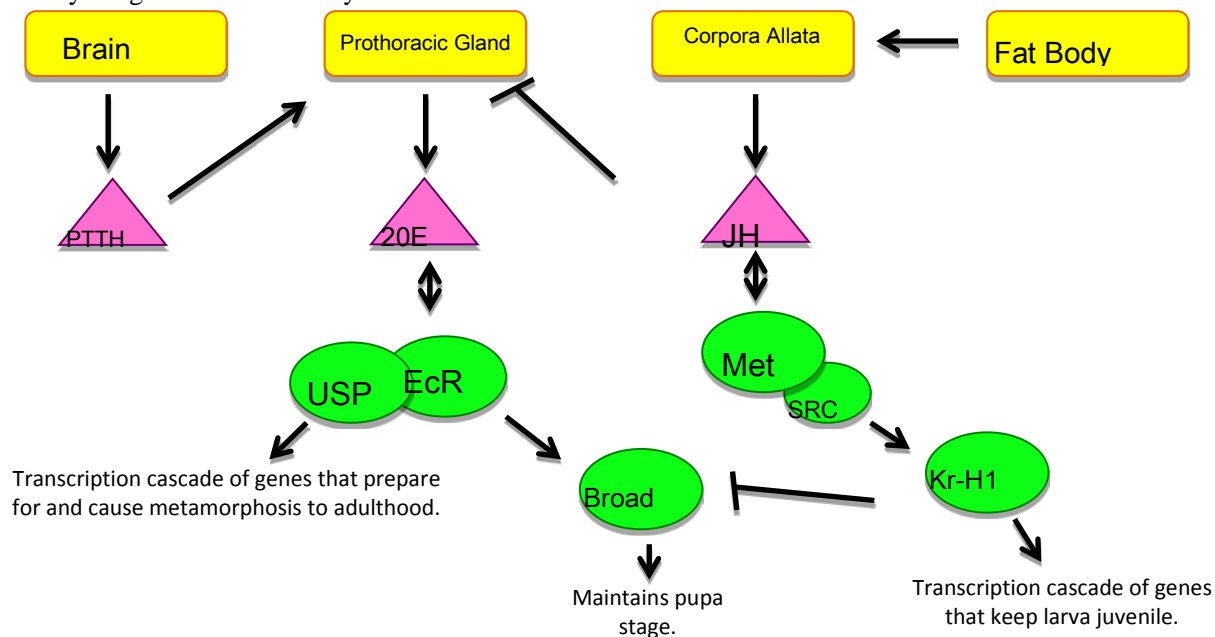 Brain
Prothoracic Gland
Corpora Allata
Fat Body
PTTH
20E
JH
USP
EcR
Met
SRC
Transcription cascade of genes that prepare
for and cause metamorphosis to adulthood.
Broad
Kr-H1
Maintains pupa
stage.
Transcription cascade of genes
that keep larva juvenile.